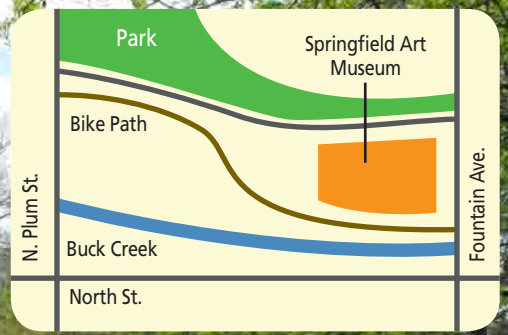 Park
Springfield Art
Museum
Bike Path
N. Plum St.
Fountain Ave.
Buck Creek
North St.